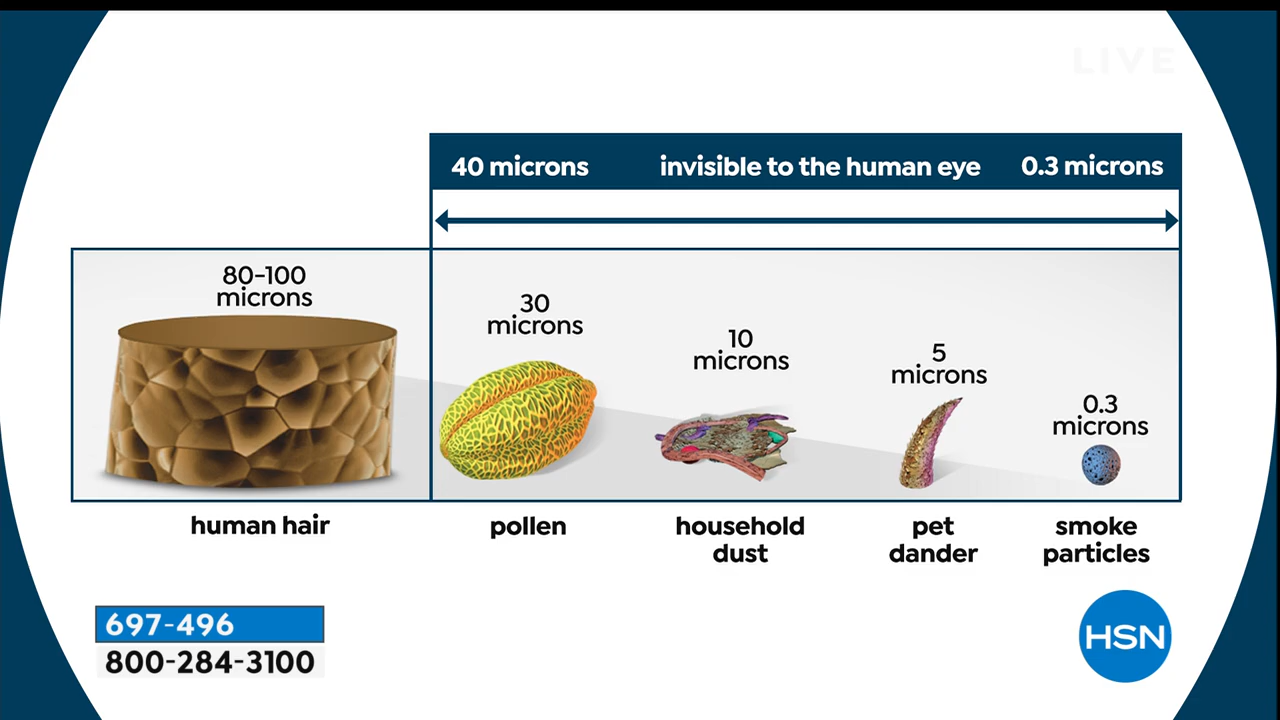 LIVE
40 microns invisible to the human eye 0.3 microns
80-100
microns
30
microns
10
microns
5
microns
0.3
microns
human hair
pollen
household
dust
pet
dander
smoke
particles
697-496
800-284-3100
HSN